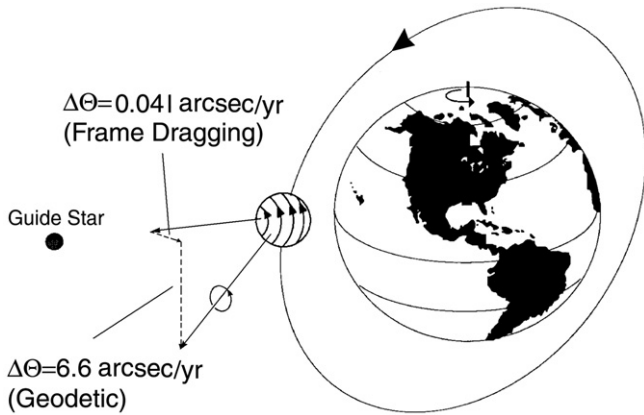 ΔΘ=0.041 arcsec/yr
(Frame Dragging)
Guide Star
ΔΘ=6.6 arcsec/yr
(Geodetic)